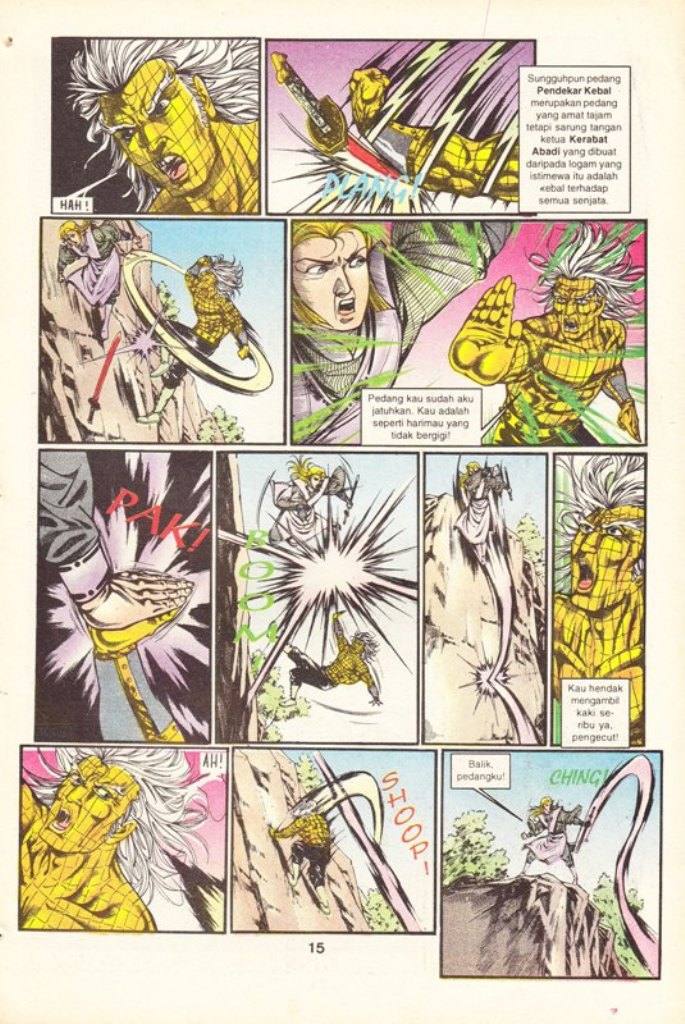 HAH!
PLANG!
Sungguhpun pedang
Pendekar Kebal
merupakan pedang
yang amat tajam
tetapi sarung tangan
ketua Kerabat
Abadi yang dibuat
daripada logam yang
istimewa itu adalah
kebal terhadap
semua senjata.
Pedang kau sudah aku
jatuhkan. Kau adalah
seperti harimau yang
tidak bergigi!
PAK!
BOOM!
Kau hendak
mengambil
kaki se-
ribu ya,
pengecut!
AH!
SHOOP!
Balik,
pedangku!
CHING!
15